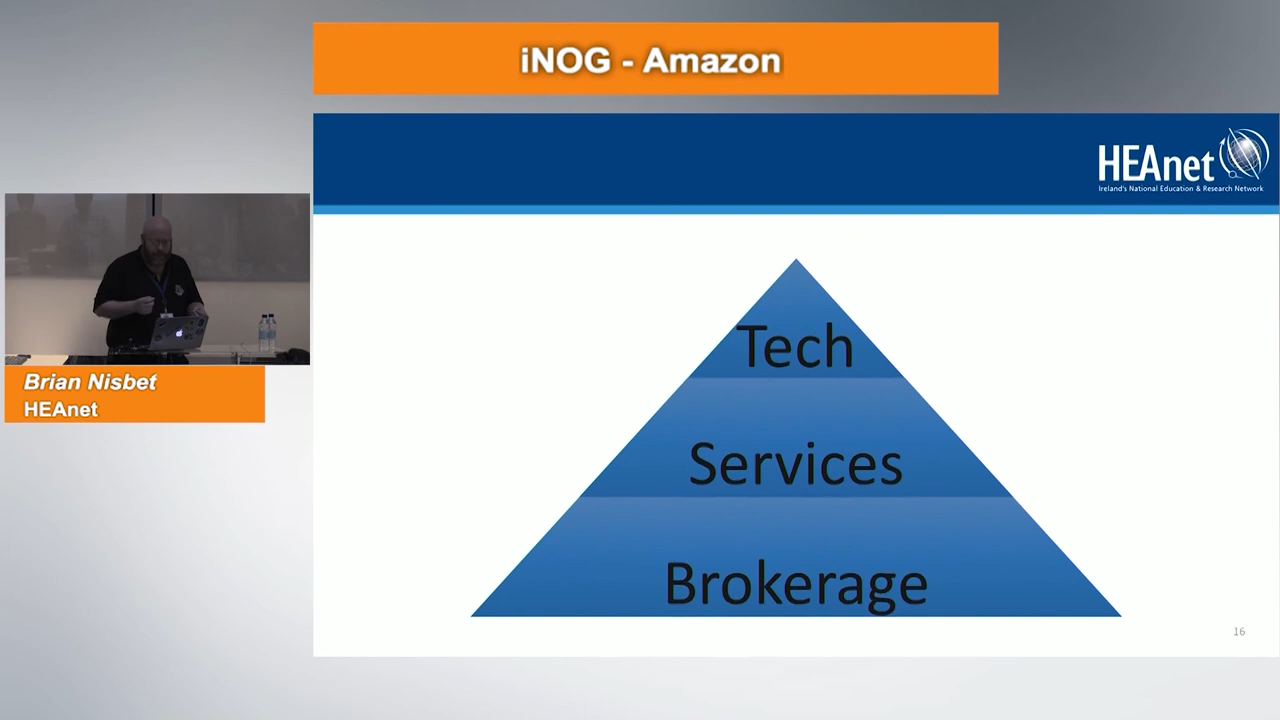 iNOG - Amazon
HEAnet
Ireland's National Education & Research Network
Brian Nisbet
HEAnet
Tech
Services
Brokerage
16